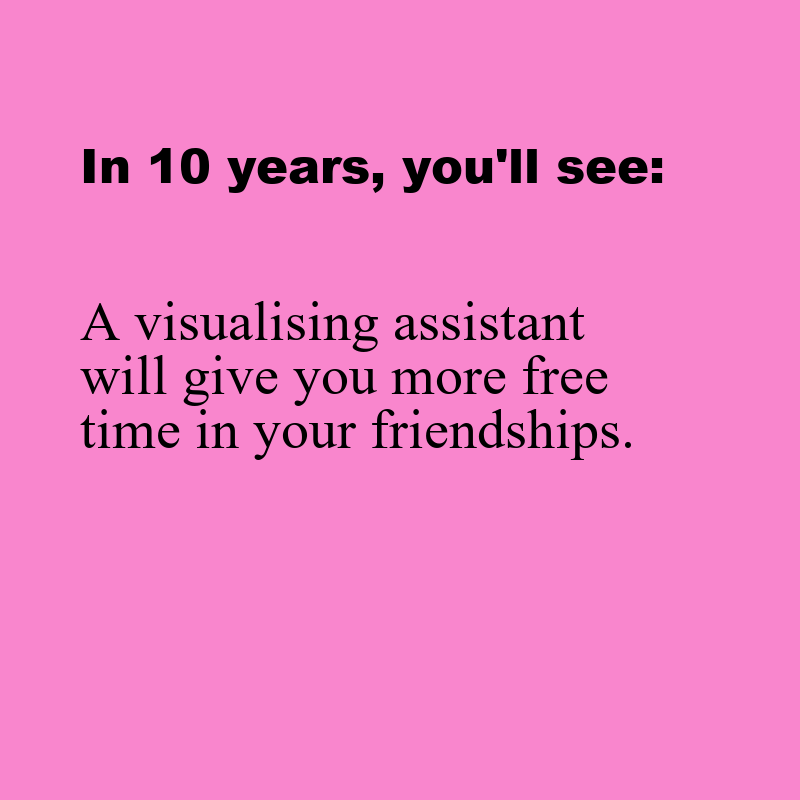 In 10 years, you'll see:
A visualising assistant
will give you more free
time in your friendships.